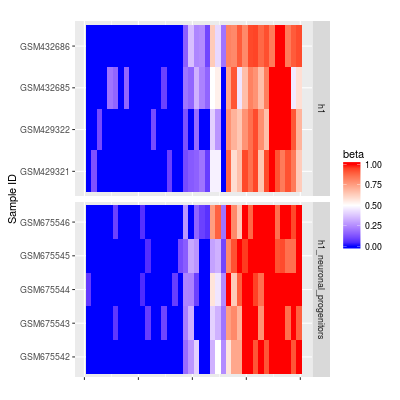 GSM432686
GSM432685
GSM429322
GSM429321
h1
GSM675546
GSM675545
GSM675544
GSM675543
GSM675542
h1_neuronal_progenitors
Sample ID
beta
1.00
0.75
0.50
0.25
0.00